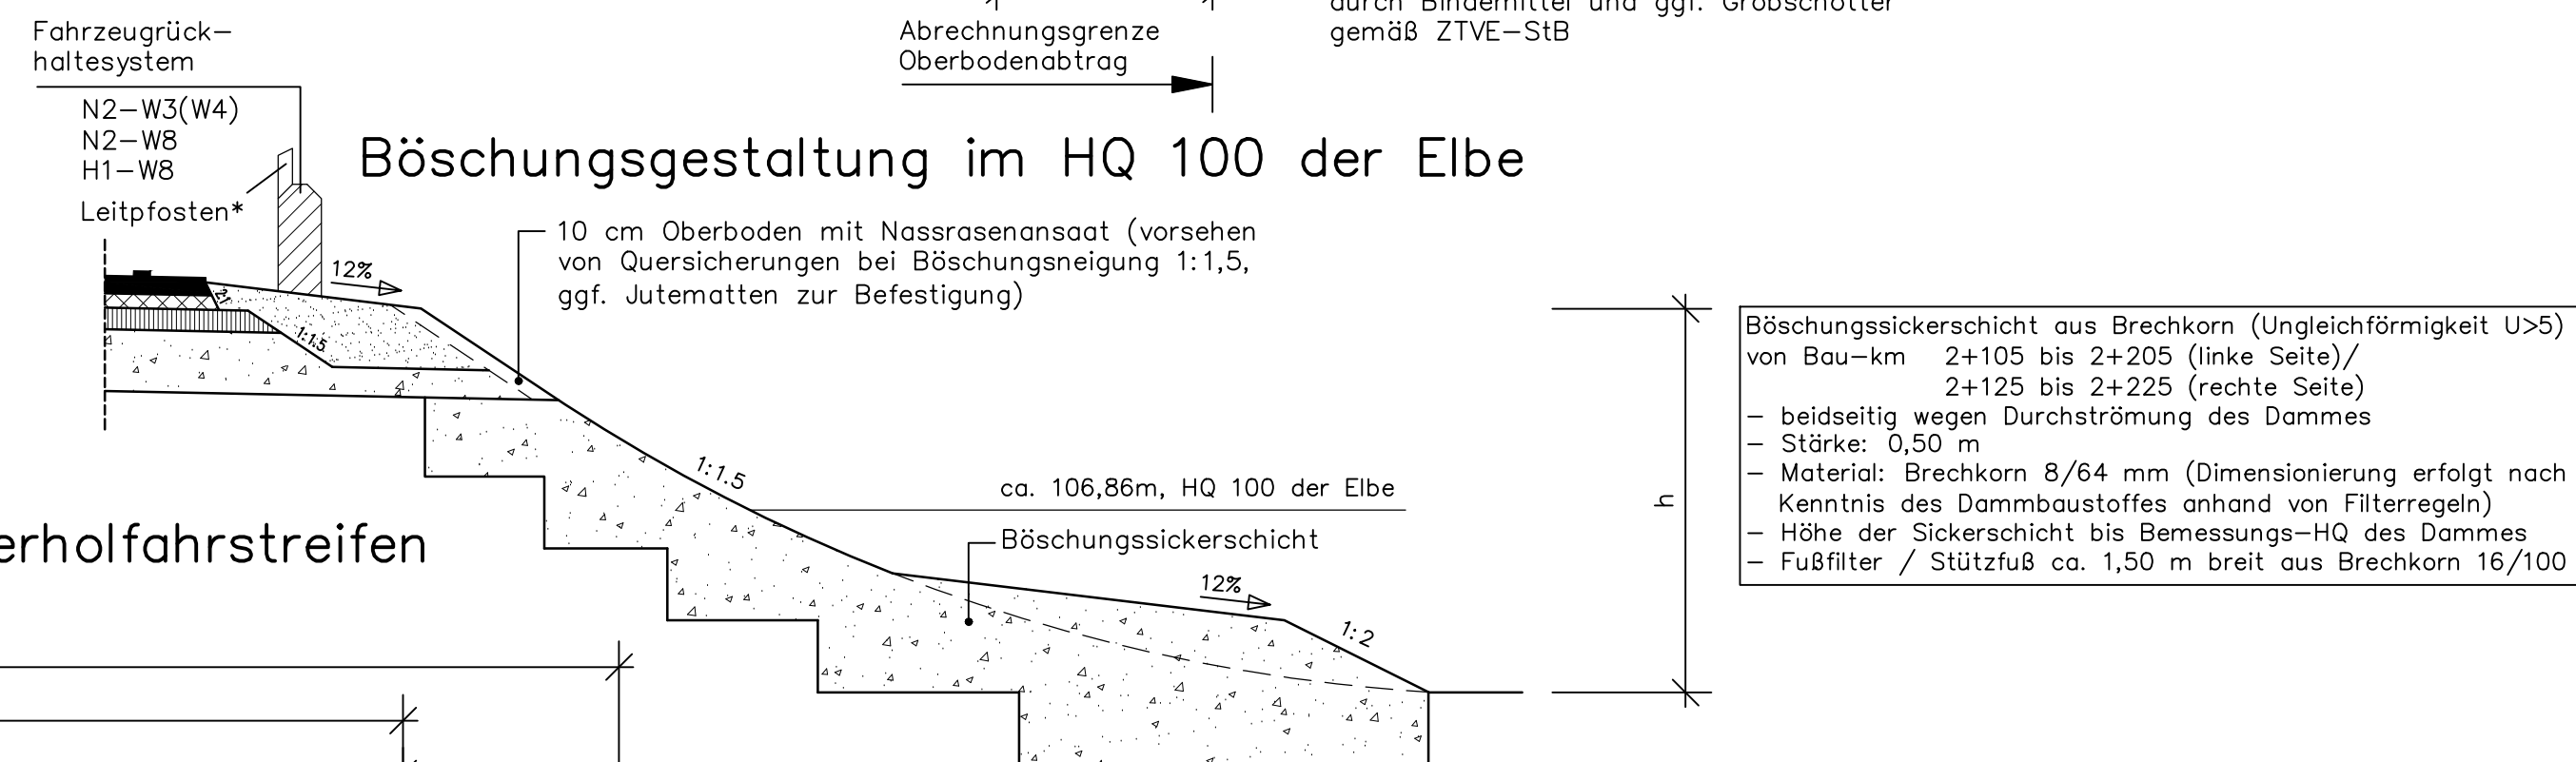 durch Bindemittel und ggf. Grobschotter
gemäß ZTVE-StB
Abrechnungsgrenze
Oberbodenabtrag
Fahrzeugrück-
haltesystem
N2-W3(W4)
N2-W8
H1-W8
Leitpfosten*
Böschungsgestaltung im HQ 100 der Elbe
10 cm Oberboden mit Nassrasenansaat (vorsehen
von Quersicherungen bei Böschungsneigung 1:1,5,
ggf. Jutematten zur Befestigung)
12%
2:1
1:1.5
1:1.5
ca. 106,86m, HQ 100 der Elbe
Böschungssickerschicht
12%
1:2
h
erholfahrstreifen
Böschungssickerschicht aus Brechkorn (Ungleichförmigkeit U>5)
von Bau-km 2+105 bis 2+205 (linke Seite)/
2+125 bis 2+225 (rechte Seite)
- beidseitig wegen Durchströmung des Dammes
- Stärke: 0,50 m
- Material: Brechkorn 8/64 mm (Dimensionierung erfolgt nach
Kenntnis des Dammbaustoffes anhand von Filterregeln)
- Höhe der Sickerschicht bis Bemessungs-HQ des Dammes
- Fußfilter / Stützfuß ca. 1,50 m breit aus Brechkorn 16/100